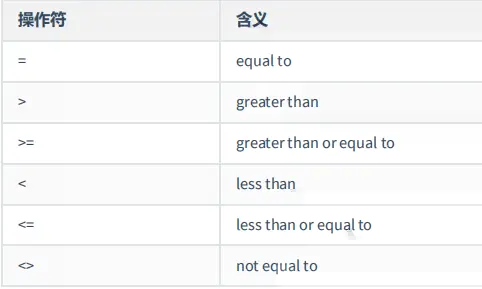 操作符 含义
= equal to
> greater than
>= greater than or equal to
< less than
<= less than or equal to
<> not equal to